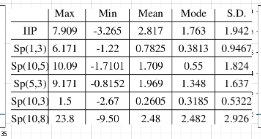 Max Min Mean Mode S.D.
IIP 7.909 -3.265 2.817 1.763 1.942
Sp(1,3) 6.171 -1.22 0.7825 0.3813 0.9467
Sp(10,5) 10.09 -1.7101 1.709 0.55 1.824
Sp(5,3) 9.171 -0.8152 1.969 1.348 1.637
Sp(10,3) 1.5 -2.67 0.2605 0.3185 0.5322
Sp(10,8) 23.8 -9.50 2.48 2.482 2.926
35